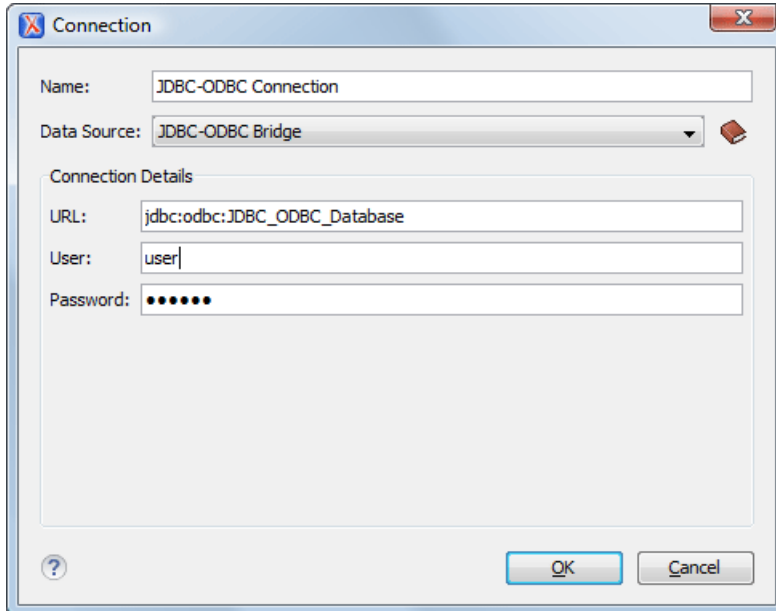 Connection
Name: JDBC-ODBC Connection
Data Source: JDBC-ODBC Bridge
Connection Details
URL: jdbc:odbc:JDBC_ODBC_Database
User: user
Password: ●●●●●●
? OK Cancel